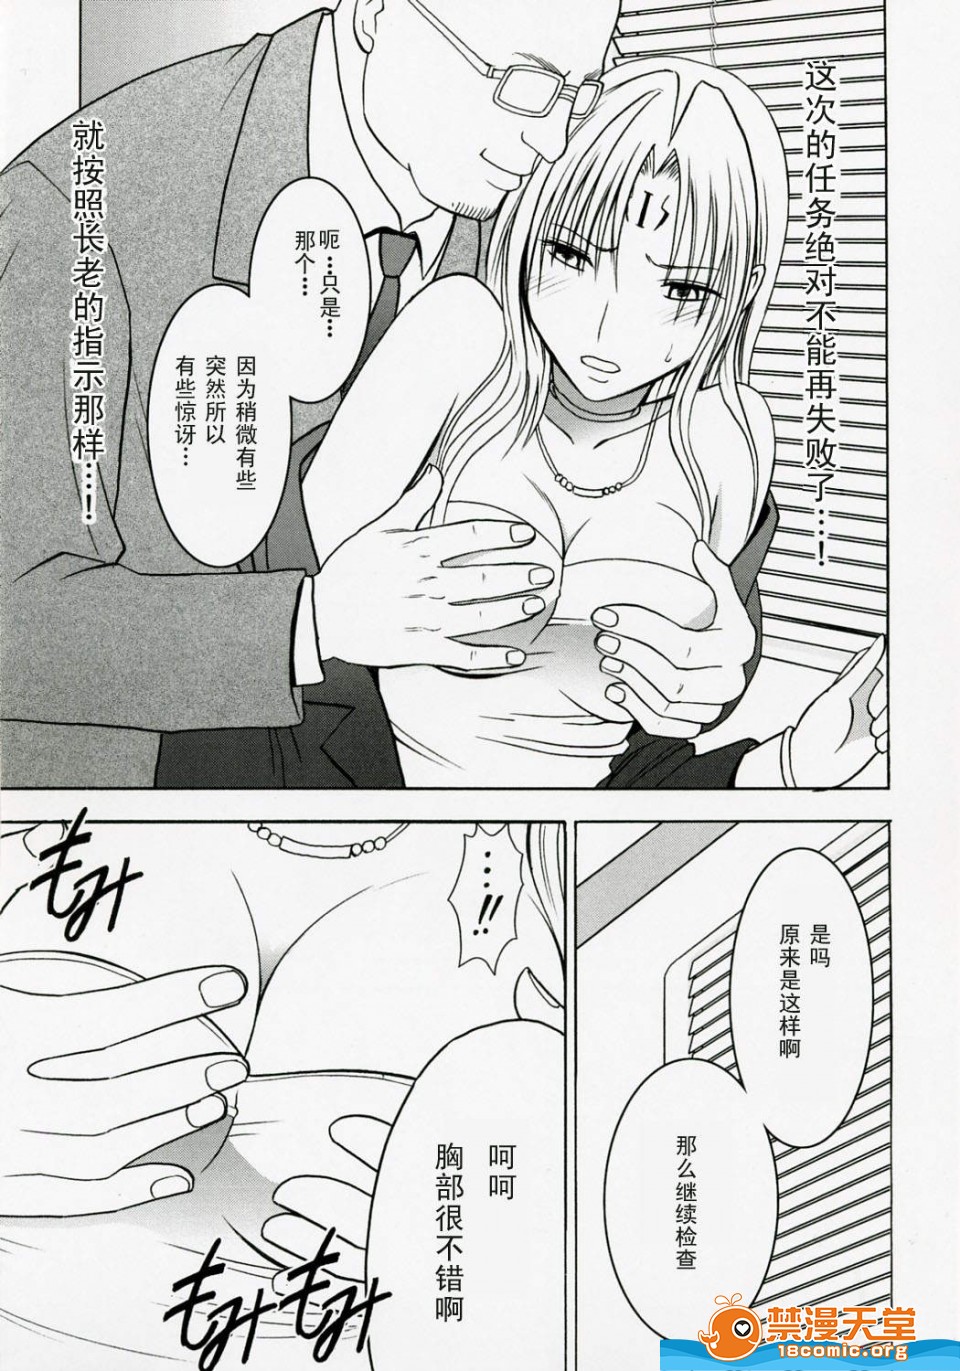 这次的任务绝对不能再失败了…！
I
呃…只是…
那个…
因为稍微有些
突然所以
有些惊讶…
就按照长老的指示那样…！
是吗
原来是这样啊
那么继续检查
…!!
呵呵
胸部很不错啊
もみ
もみ
もみ
禁漫天堂
18comic.org